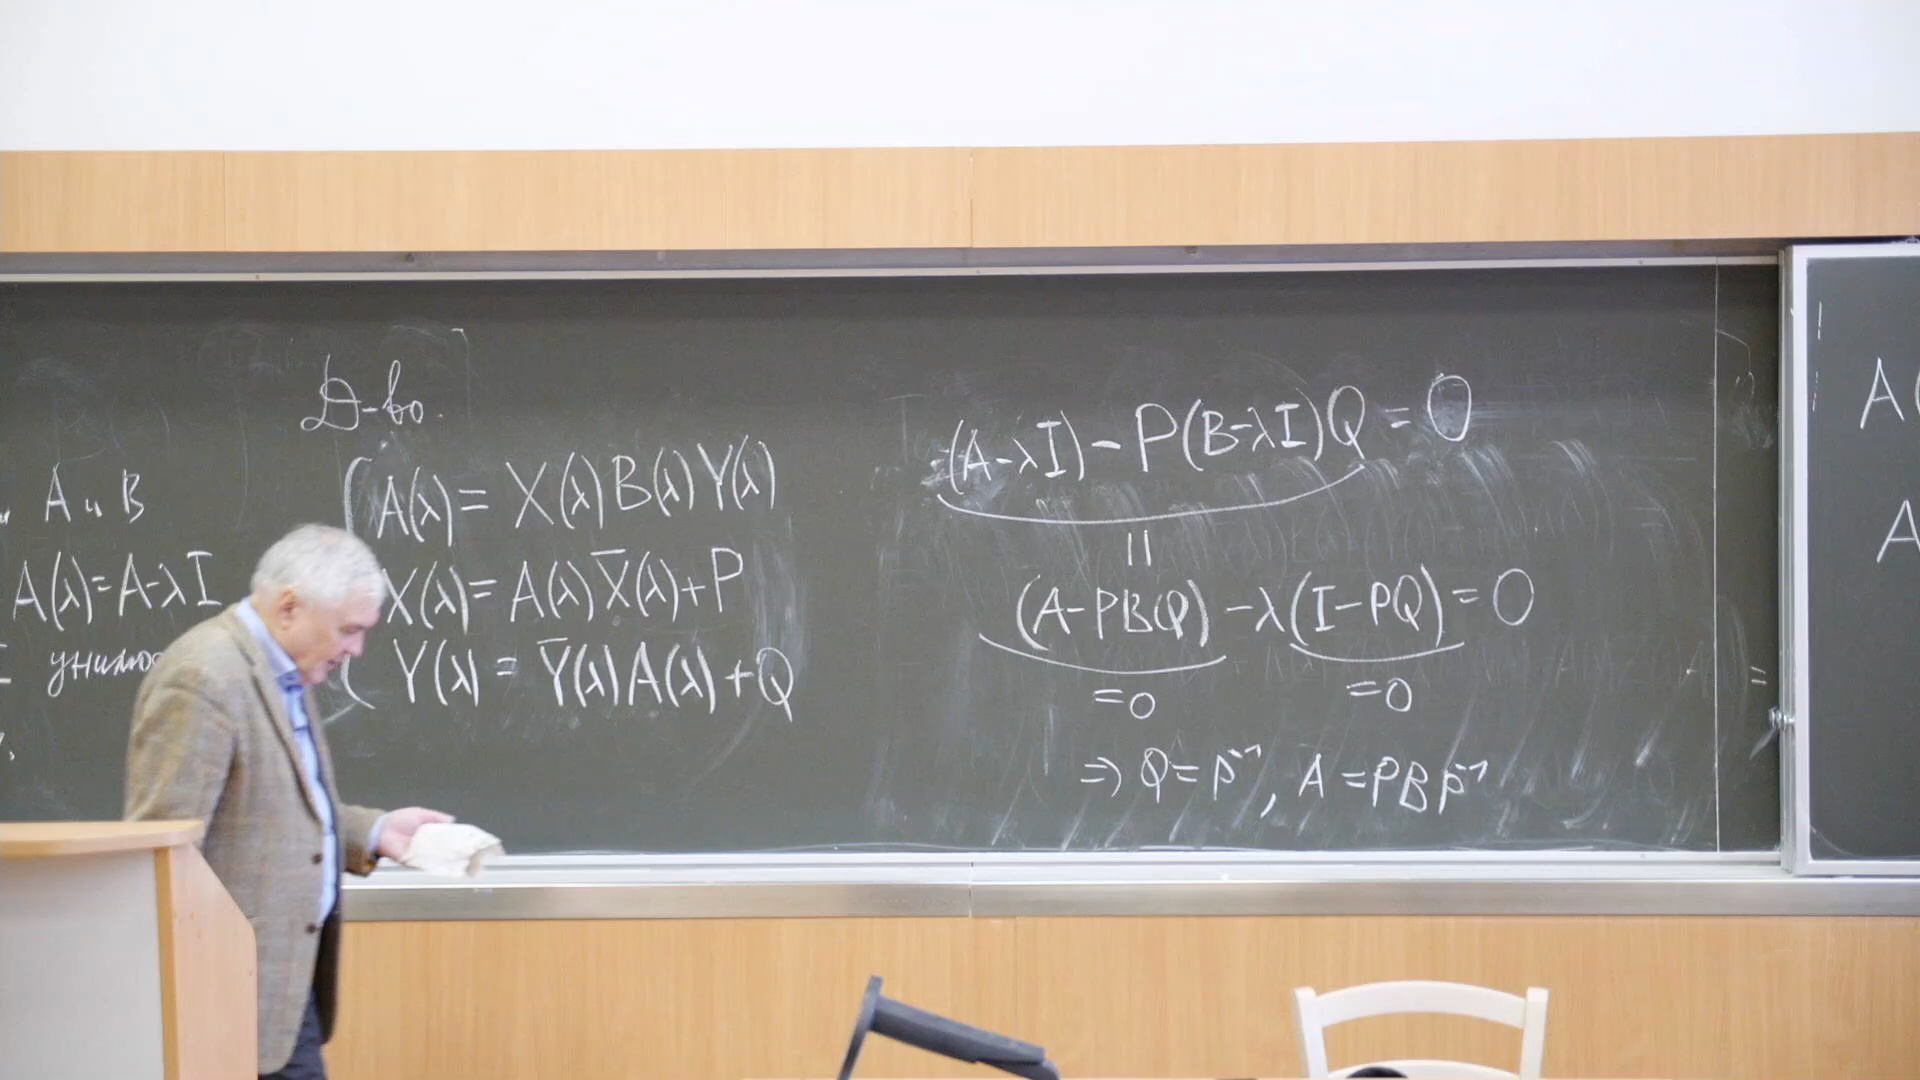 A и B
A(λ)=A-λI
Д-во.
A(λ)= X(λ)B(λ)Y(λ)
X(λ)= A(λ)X̅(λ)+P
Y(λ) = Y̅(λ)A(λ)+Q
(A-λI)-P(B-λI)Q=0
||
(A-PBQ)-λ(I-PQ)=0
=0 =0
⇒ Q=P⁻¹, A=PBP⁻¹
=
A(
A